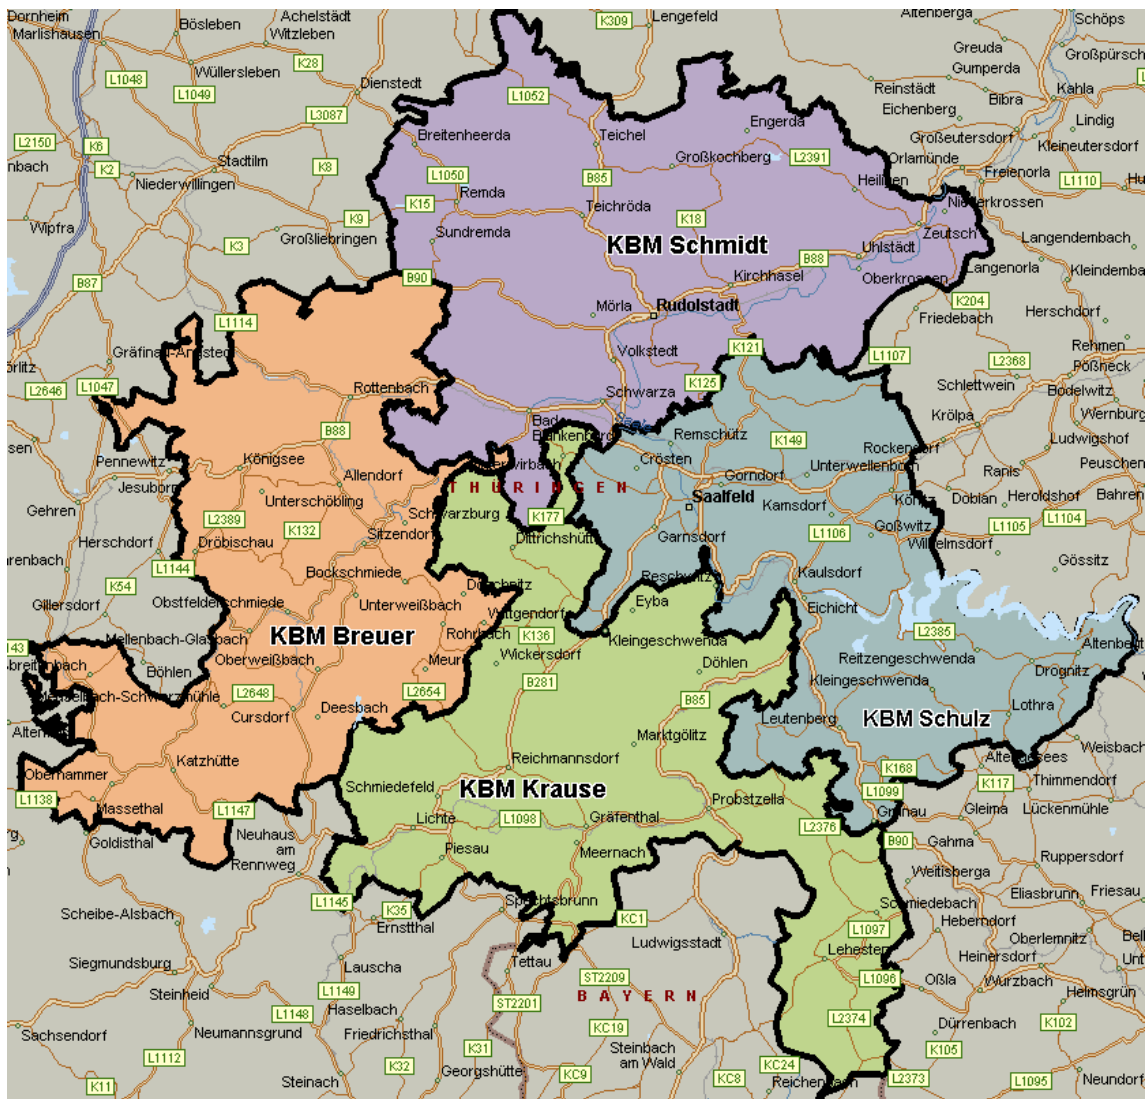 Dornheim
Marlishausen
Bösleben
Achelstädt
Witzleben
K309
Lengefeld
Altenberga
Schöps
Greuda
Großpürsch
K28
L1048
Wüllersleben
L1049
Dienstedt
L1052
Gumperda
Reinstädt
Bibra
Kahla
Eichenberg
L3087
L2150
K6
Breitenheerda
Teichel
Engerda
Großeutersdorf
Lindig
Kleineutersdorf
nbach
K2
Stadtilm
K8
L1050
B85
Großkochberg
L2391
Orlamünde
Freienorla
L1110
Hu
Niederwillingen
Remda
Heilingen
K15
Teichröda
K18
Niederkrossen
Wipfra
K9
Großliebringen
K3
Sundremda
KBM Schmidt
Zeutsch
Uhlstädt
Langendembach
B88
Langenorla
Kleindemba
B87
B90
Kirchhasel
Oberkrossen
K204
Mörla
Rudolstadt
Friedebach
Herschdorf
L1114
Gräfinau-Angstedt
Volkstedt
K121
L1107
Rehmen
L2368
Pößneck
L2646
L1047
Rottenbach
Schwarza
K125
Schlettwein
Bodelwitz
Wernburg
Krölpa
B88
Bad
Blankenburg
Remschütz
K149
Rockendorf
Ludwigshof
Pennewitz
Königsee
Allendorf
Crösten
Gorndorf
Unterwellenborn
Ranis
Peuschen
Jesuborn
Unterschöbling
THÜRINGEN
Saalfeld
Könitz
Döbian
Heroldshof
Bahren
Gehren
L2389
K132
Schwarzburg
K177
Kamsdorf
L1104
L1105
Herschdorf
Dröbischau
Sitzendorf
Dittrichshütt
Garnsdorf
L1106
Goßwitz
Wilhelmsdorf
Gössitz
L1144
Bockschmiede
Reschwitz
Kaulsdorf
K54
Gillersdorf
Obstfelderschmiede
Unterweißbach
Wittgendorf
Eyba
Eichicht
143
Mellenbach-Glasbach
KBM Breuer
Rohrbach
K136
Kleingeschwenda
L2385
Oberweißbach
Meura
Wickersdorf
Döhlen
Reitzengeschwenda
Drognitz
Böhlen
L2648
L2654
B281
B85
Kleingeschwenda
Cursdorf
Deesbach
Leutenberg
KBM Schulz
Lothra
Marktgölitz
Weisbach
Katzhütte
Reichmannsdorf
K168
K117
Thimmendorf
L1138
Massethal
L1147
Schmiedefeld
KBM Krause
Probstzella
L1099
Gleima
Lückenmühle
Goldisthal
Neuhaus
am
Rennweg
Lichte
L1098
Gräfenthal
L2376
B90
Gahma
Piesau
Meernach
Ruppersdorf
Weitisberga
Scheibe-Alsbach
L1145
K35
Ernstthal
Spechtsbrunn
KC1
Schmiedebach
Eliasbrunn
Friesau
Heberndorf
L1097
Oberlemnitz
Ludwigsstadt
Lehesten
Siegmundsburg
Lauscha
Tettau
ST2209
L1096
Oßla
Heinersdorf
Steinheid
L1149
ST2201
BAYERN
Wurzbach
Heinsgrün
L1148
Haselbach
L2374
Sachsendorf
Neumannsgrund
Friedrichsthal
KC19
Dürrenbach
K102
L1112
K31
Steinbach
am Wald
K105
K32
Georgshütte
KC9
KC8
KC24
Reichenbach
L2373
L1095
Neundorf
K11
Steinach